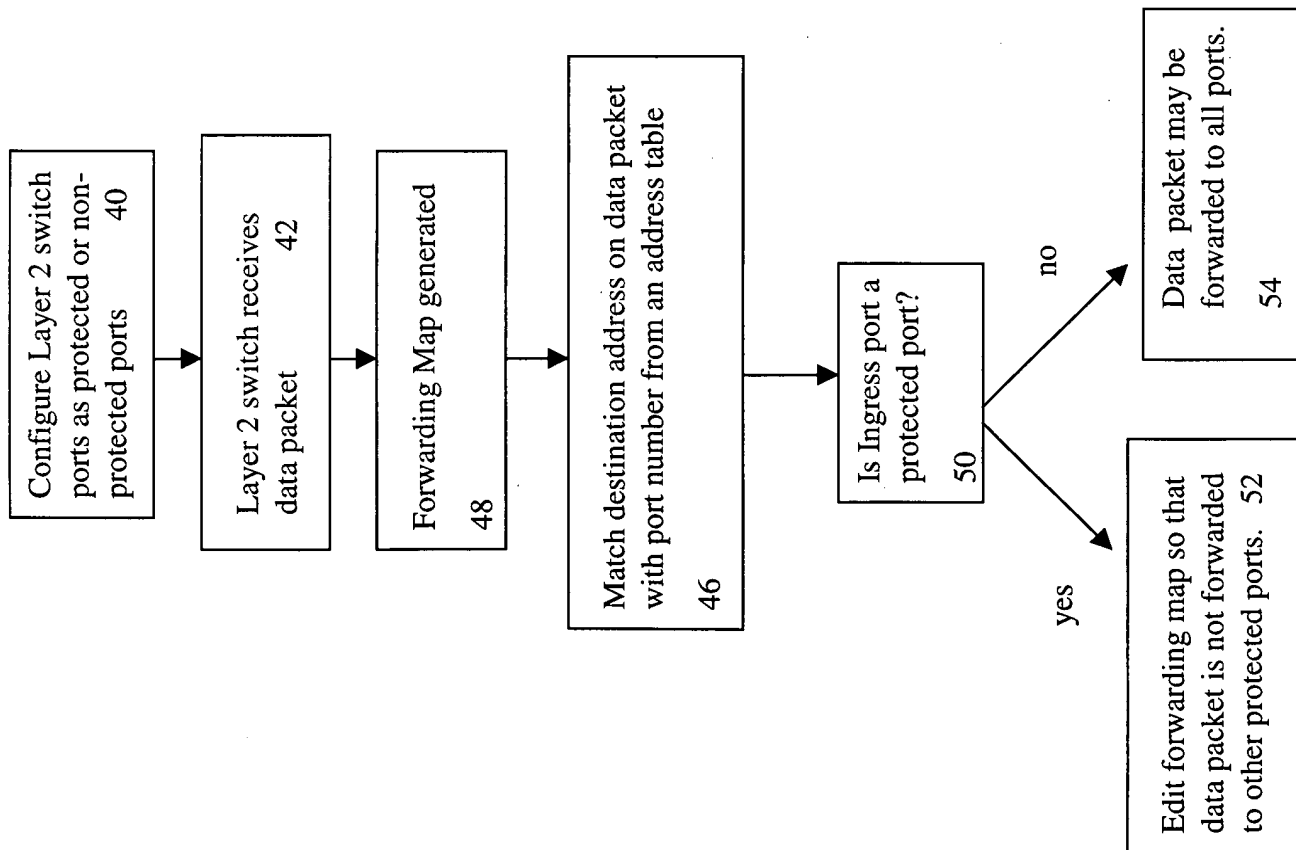 Configure Layer 2 switch
ports as protected or non-
protected ports 40
Layer 2 switch receives
data packet 42
Forwarding Map generated
48
Match destination address on data packet
with port number from an address table
46
Is Ingress port a
protected port?
50
yes
no
Edit forwarding map so that
data packet is not forwarded
to other protected ports. 52
Data packet may be
forwarded to all ports.
54